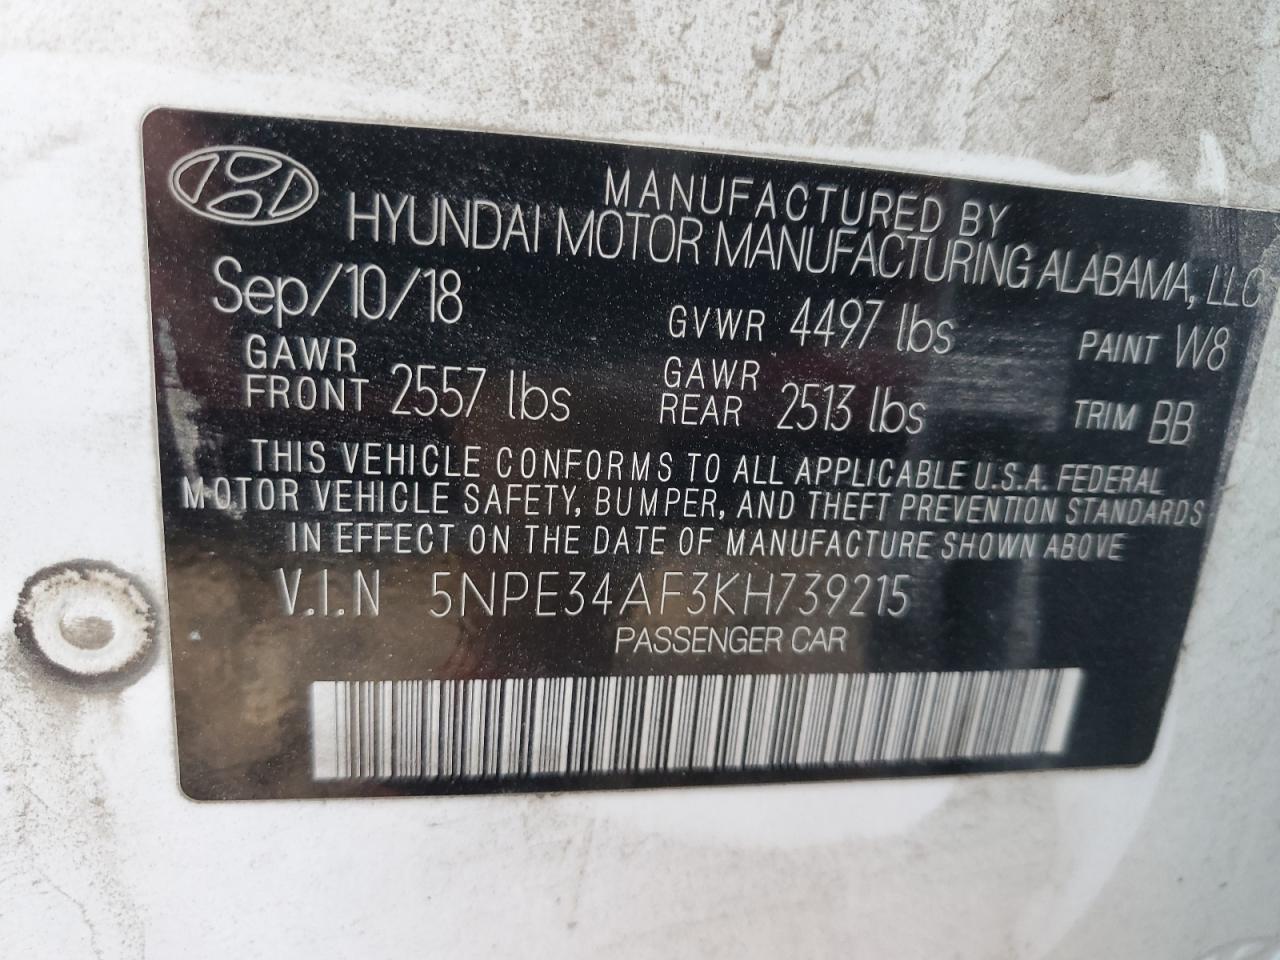 MANUFACTURED BY
HYUNDAI MOTOR MANUFACTURING ALABAMA, LLC
Sep/10/18 GVWR 4497 lbs PAINT W8
GAWR FRONT 2557 lbs GAWR REAR 2513 lbs TRIM BB
THIS VEHICLE CONFORMS TO ALL APPLICABLE U.S.A. FEDERAL
MOTOR VEHICLE SAFETY, BUMPER, AND THEFT PREVENTION STANDARDS
IN EFFECT ON THE DATE OF MANUFACTURE SHOWN ABOVE
V.I.N 5NPE34AF3KH739215
PASSENGER CAR